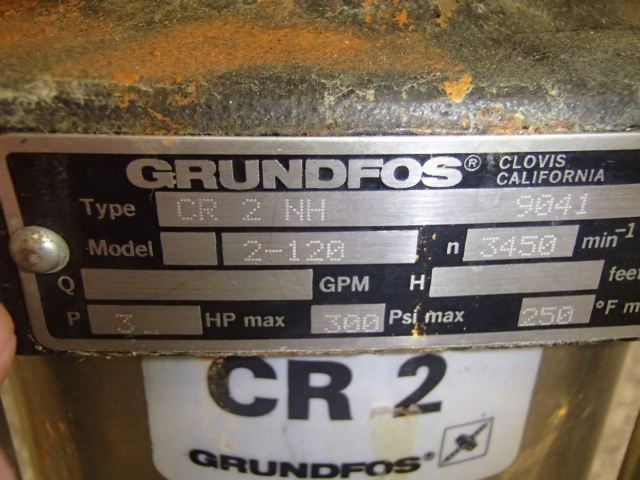 GRUNDFOS® CLOVIS CALIFORNIA
Type CR 2 NH 9041
Model 2-120 n 3450 min-1
Q GPM H feet
P 3 HP max 300 Psi max 250 °F m
CR 2
GRUNDFOS